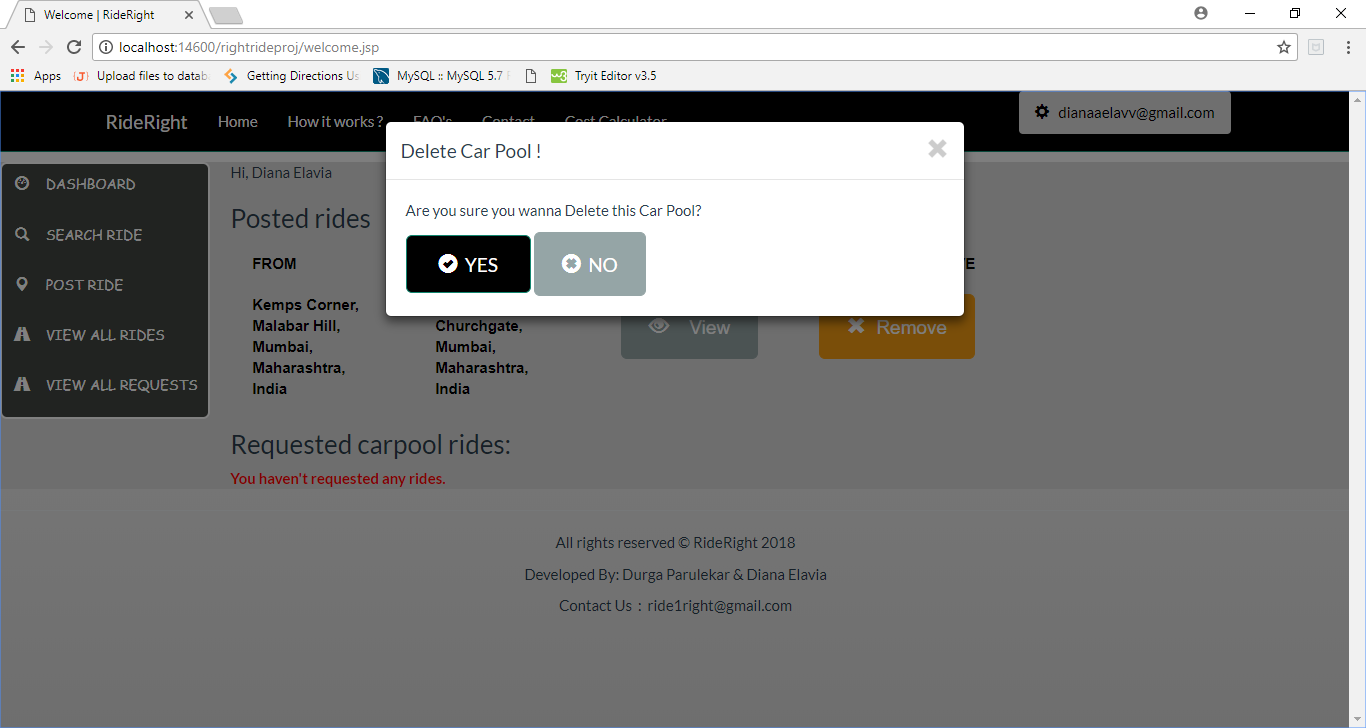 Welcome | RideRight
localhost:14600/rightrideproj/welcome.jsp
Apps Upload files to datab Getting Directions Us MySQL :: MySQL 5.7 Tryit Editor v3.5
RideRight Home How it works ? FAQ's Contact Cost Calculator dianaaelavv@gmail.com
Delete Car Pool !
Are you sure you wanna Delete this Car Pool?
YES NO
DASHBOARD
SEARCH RIDE
POST RIDE
VIEW ALL RIDES
VIEW ALL REQUESTS
Hi, Diana Elavia
Posted rides
FROM
Kemps Corner,
Malabar Hill,
Mumbai,
Maharashtra,
India
Churchgate,
Mumbai,
Maharashtra,
India
View
Remove
Requested carpool rides:
You haven't requested any rides.
All rights reserved © RideRight 2018
Developed By: Durga Parulekar & Diana Elavia
Contact Us : ride1right@gmail.com